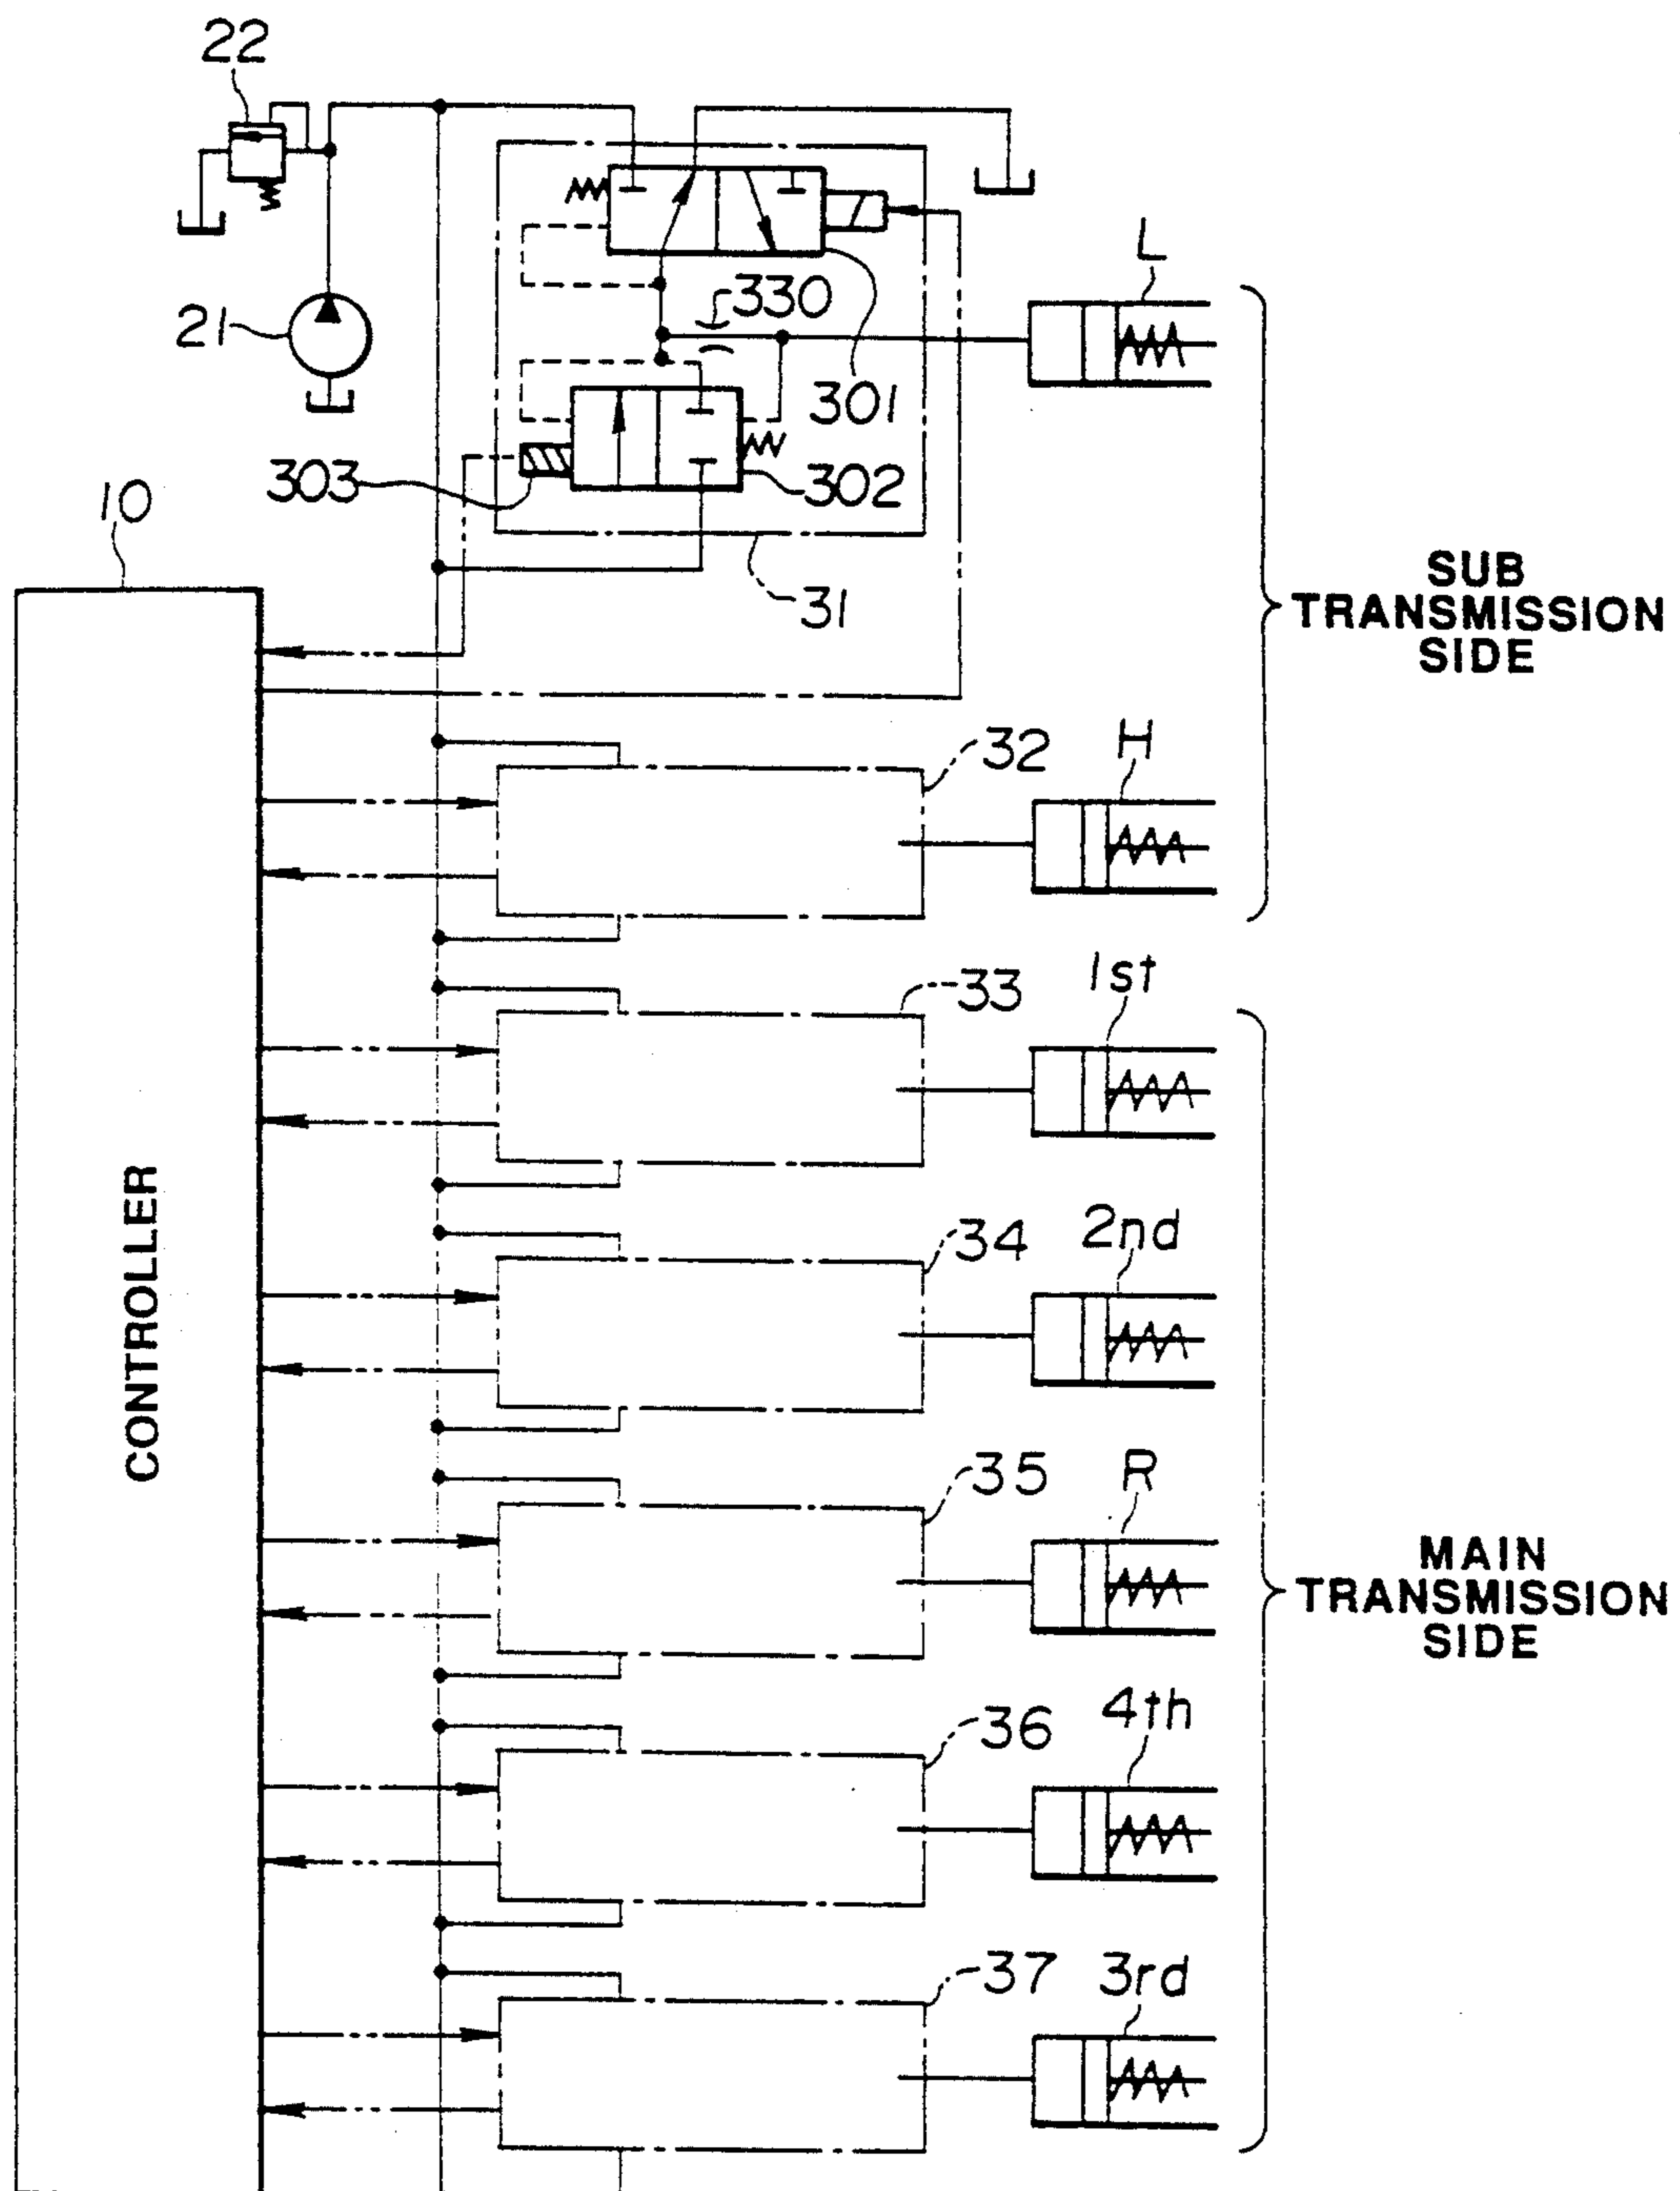 22
L
330
21
301
303
302
10
31
SUB
TRANSMISSION
SIDE
32
H
33
1st
CONTROLLER
34
2nd
35
R
MAIN
TRANSMISSION
SIDE
36
4th
37
3rd